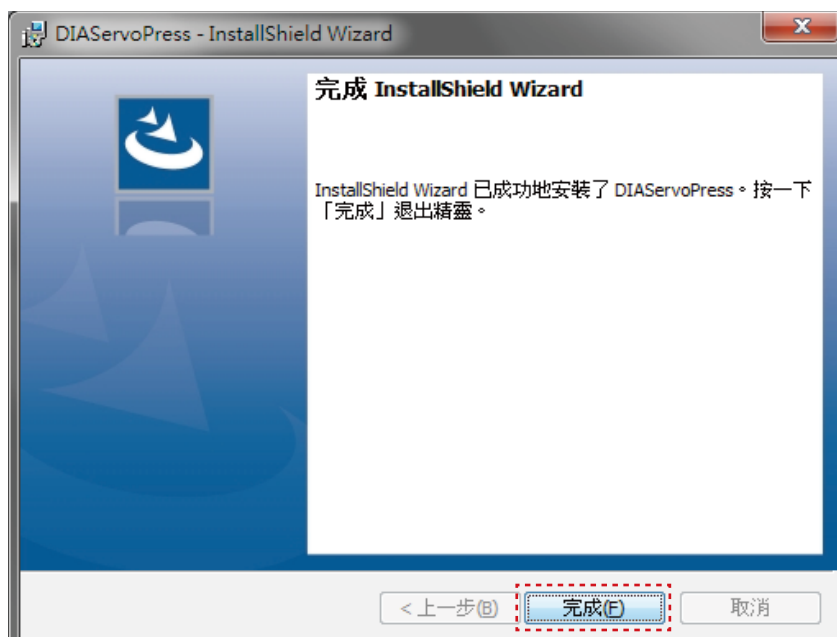 DIAServoPress - InstallShield Wizard
完成 InstallShield Wizard
InstallShield Wizard 已成功地安裝了 DIAServoPress。按一下
「完成」退出精靈。
< 上一步(B) 完成(F) 取消